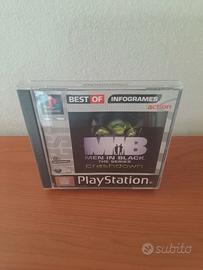 BEST OF INFOGRAMES
action
MIB
MEN IN BLACK
THE SERIES
crashdown
PlayStation
subito